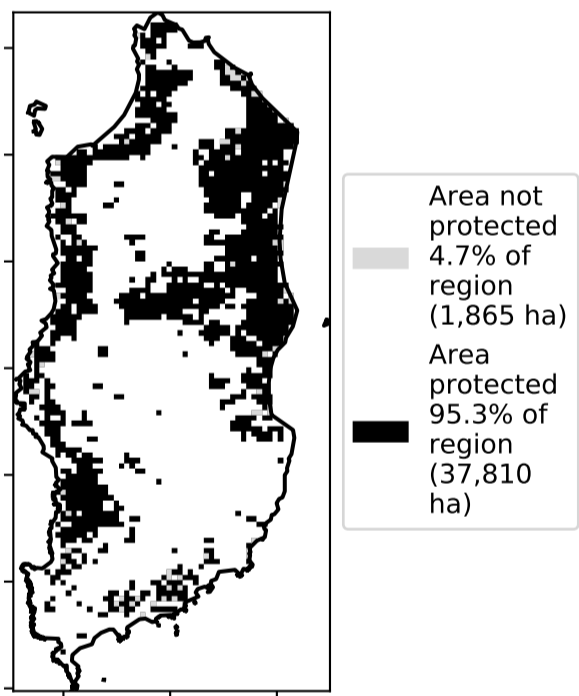 Area not
protected
4.7% of
region
(1,865 ha)
Area
protected
95.3% of
region
(37,810
ha)